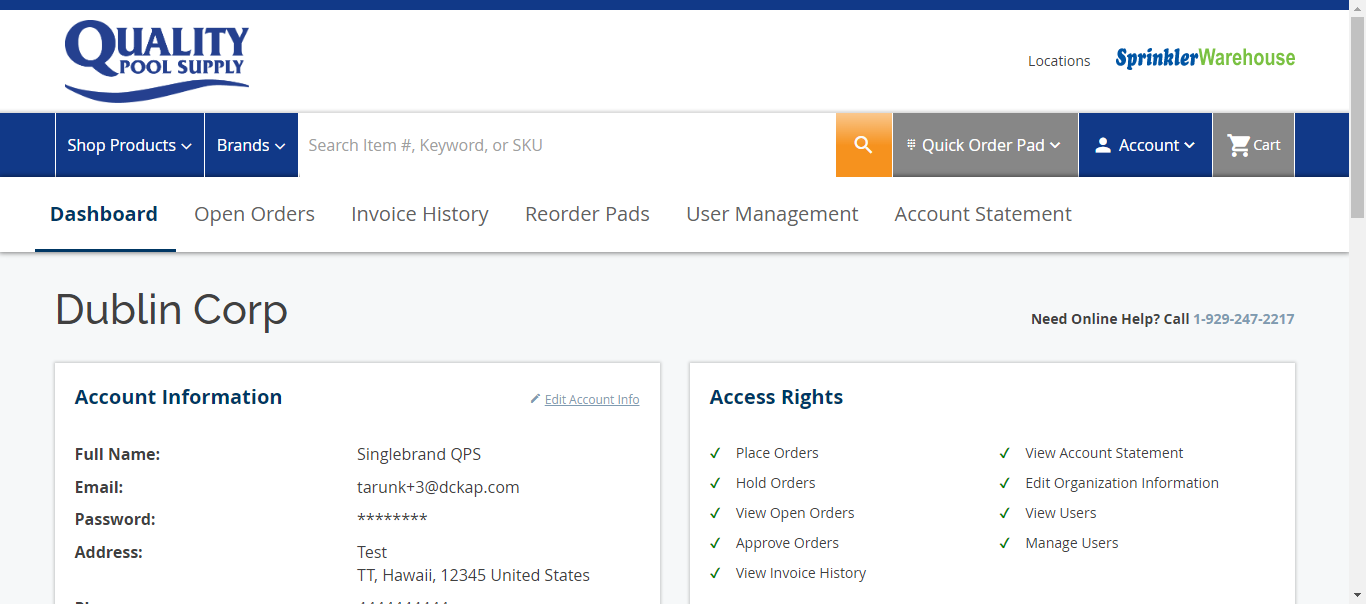 QUALITY
POOL SUPPLY
Locations
SprinklerWarehouse
Shop Products
Brands
Search Item #, Keyword, or SKU
Quick Order Pad
Account
Cart
Dashboard
Open Orders
Invoice History
Reorder Pads
User Management
Account Statement
Dublin Corp
Need Online Help? Call 1-929-247-2217
Account Information
Edit Account Info
Full Name: Singlebrand QPS
Email: tarunk+3@dckap.com
Password: ********
Address: Test
TT, Hawaii, 12345 United States
Access Rights
Place Orders
Hold Orders
View Open Orders
Approve Orders
View Invoice History
View Account Statement
Edit Organization Information
View Users
Manage Users